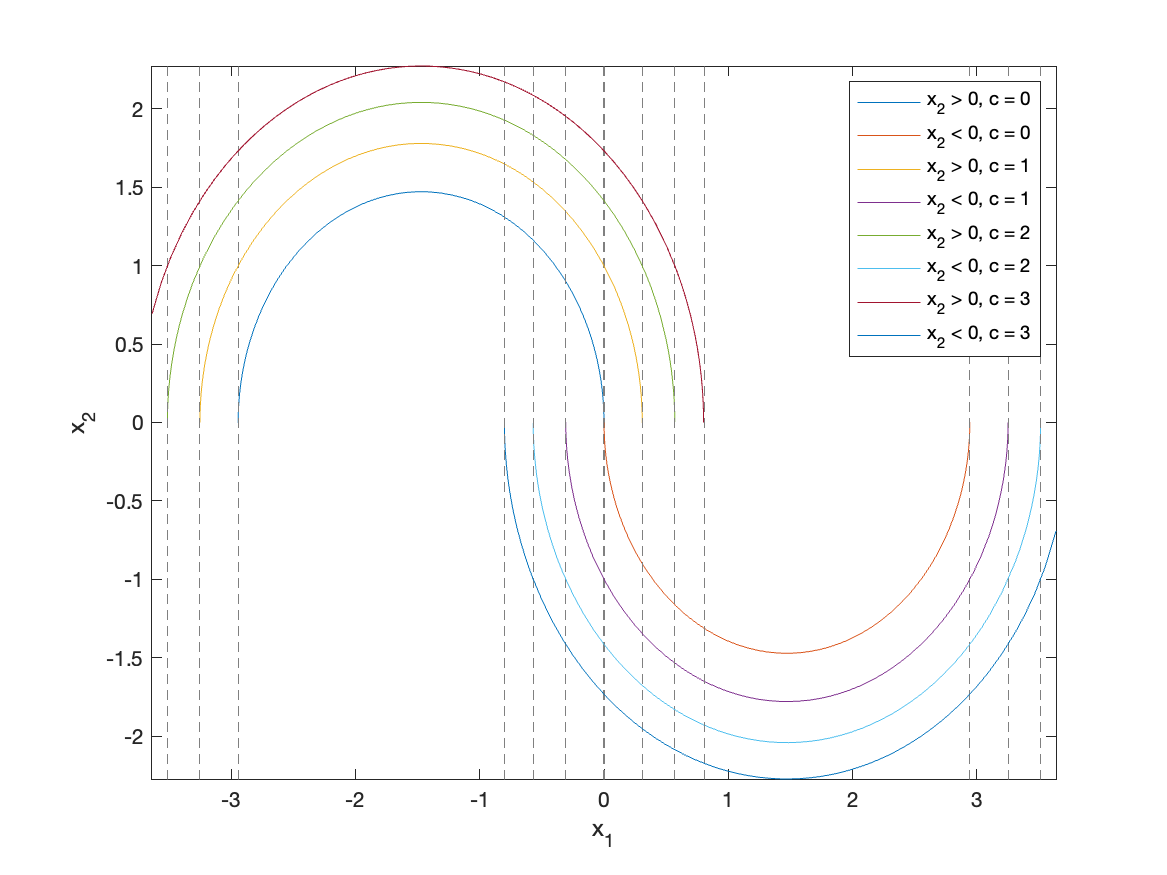 x₂ > 0, c = 0
x₂ < 0, c = 0
x₂ > 0, c = 1
x₂ < 0, c = 1
x₂ > 0, c = 2
x₂ < 0, c = 2
x₂ > 0, c = 3
x₂ < 0, c = 3
2
1.5
1
0.5
0
-0.5
-1
-1.5
-2
x₂
-3 -2 -1 0 1 2 3
x₁